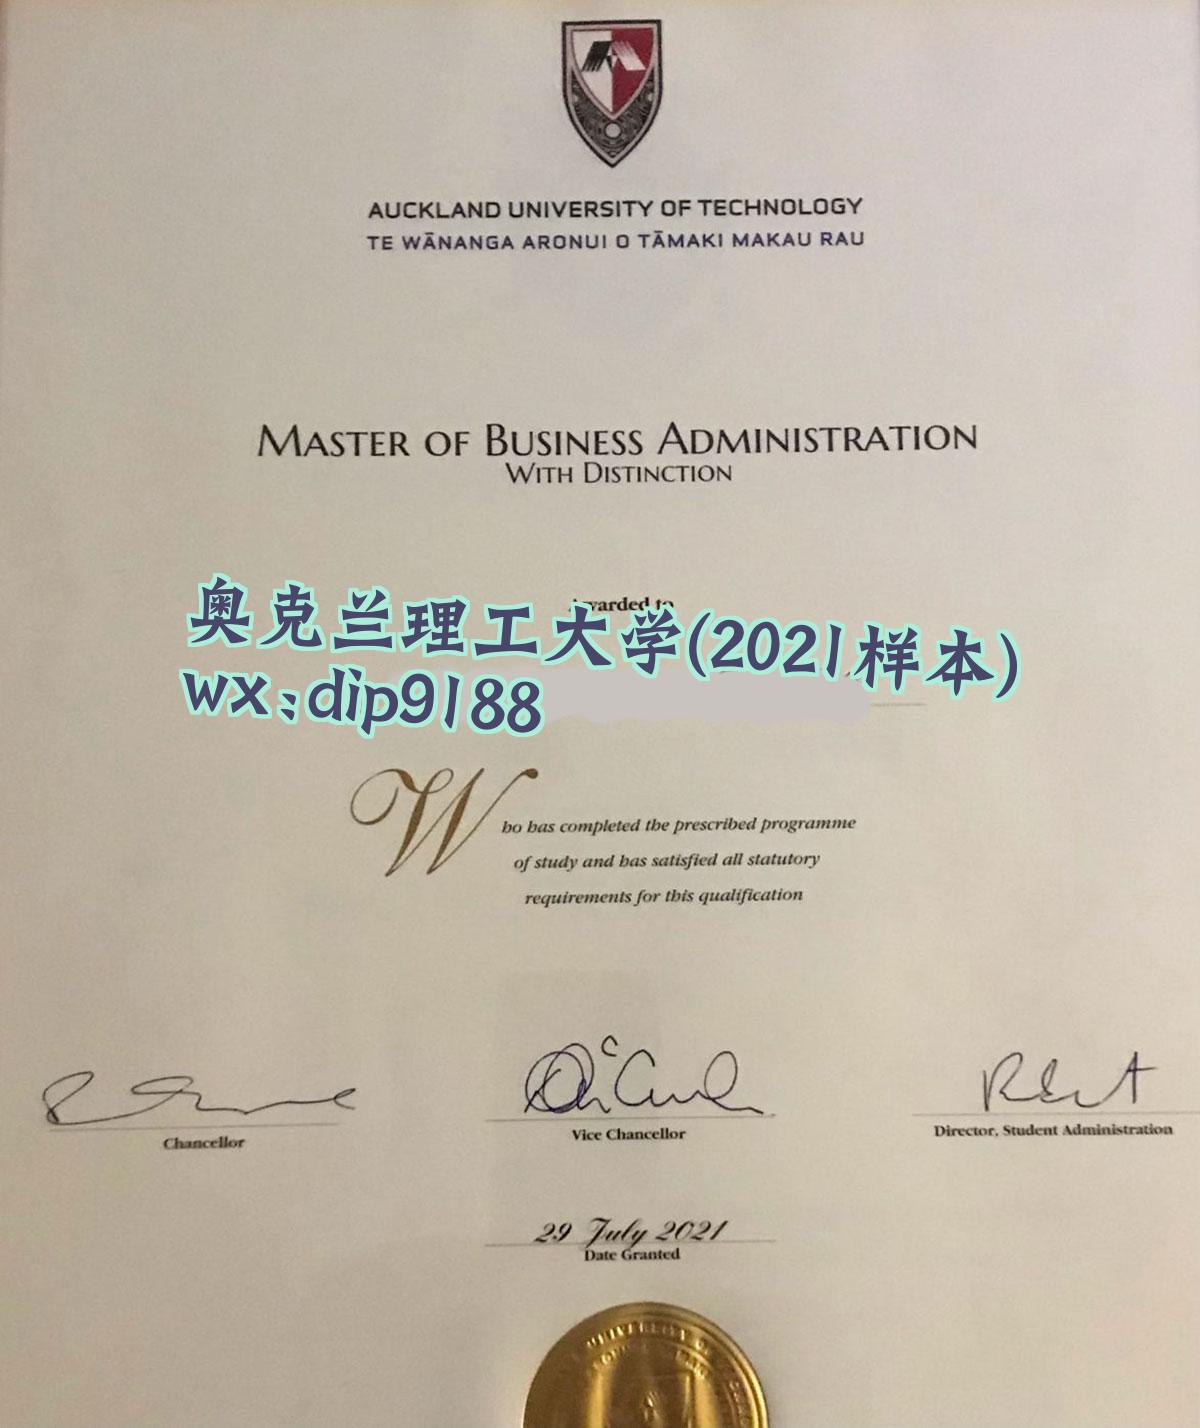 AUCKLAND UNIVERSITY OF TECHNOLOGY
TE WĀNANGA ARONUI O TĀMAKI MAKAU RAU
MASTER OF BUSINESS ADMINISTRATION
WITH DISTINCTION
Awarded to
奥克兰理工大学(2021样本)
wx:dip9188
Who has completed the prescribed programme
of study and has satisfied all statutory
requirements for this qualification
Chancellor
Vice Chancellor
Director, Student Administration
29 July 2021
Date Granted
UNIVERSITY